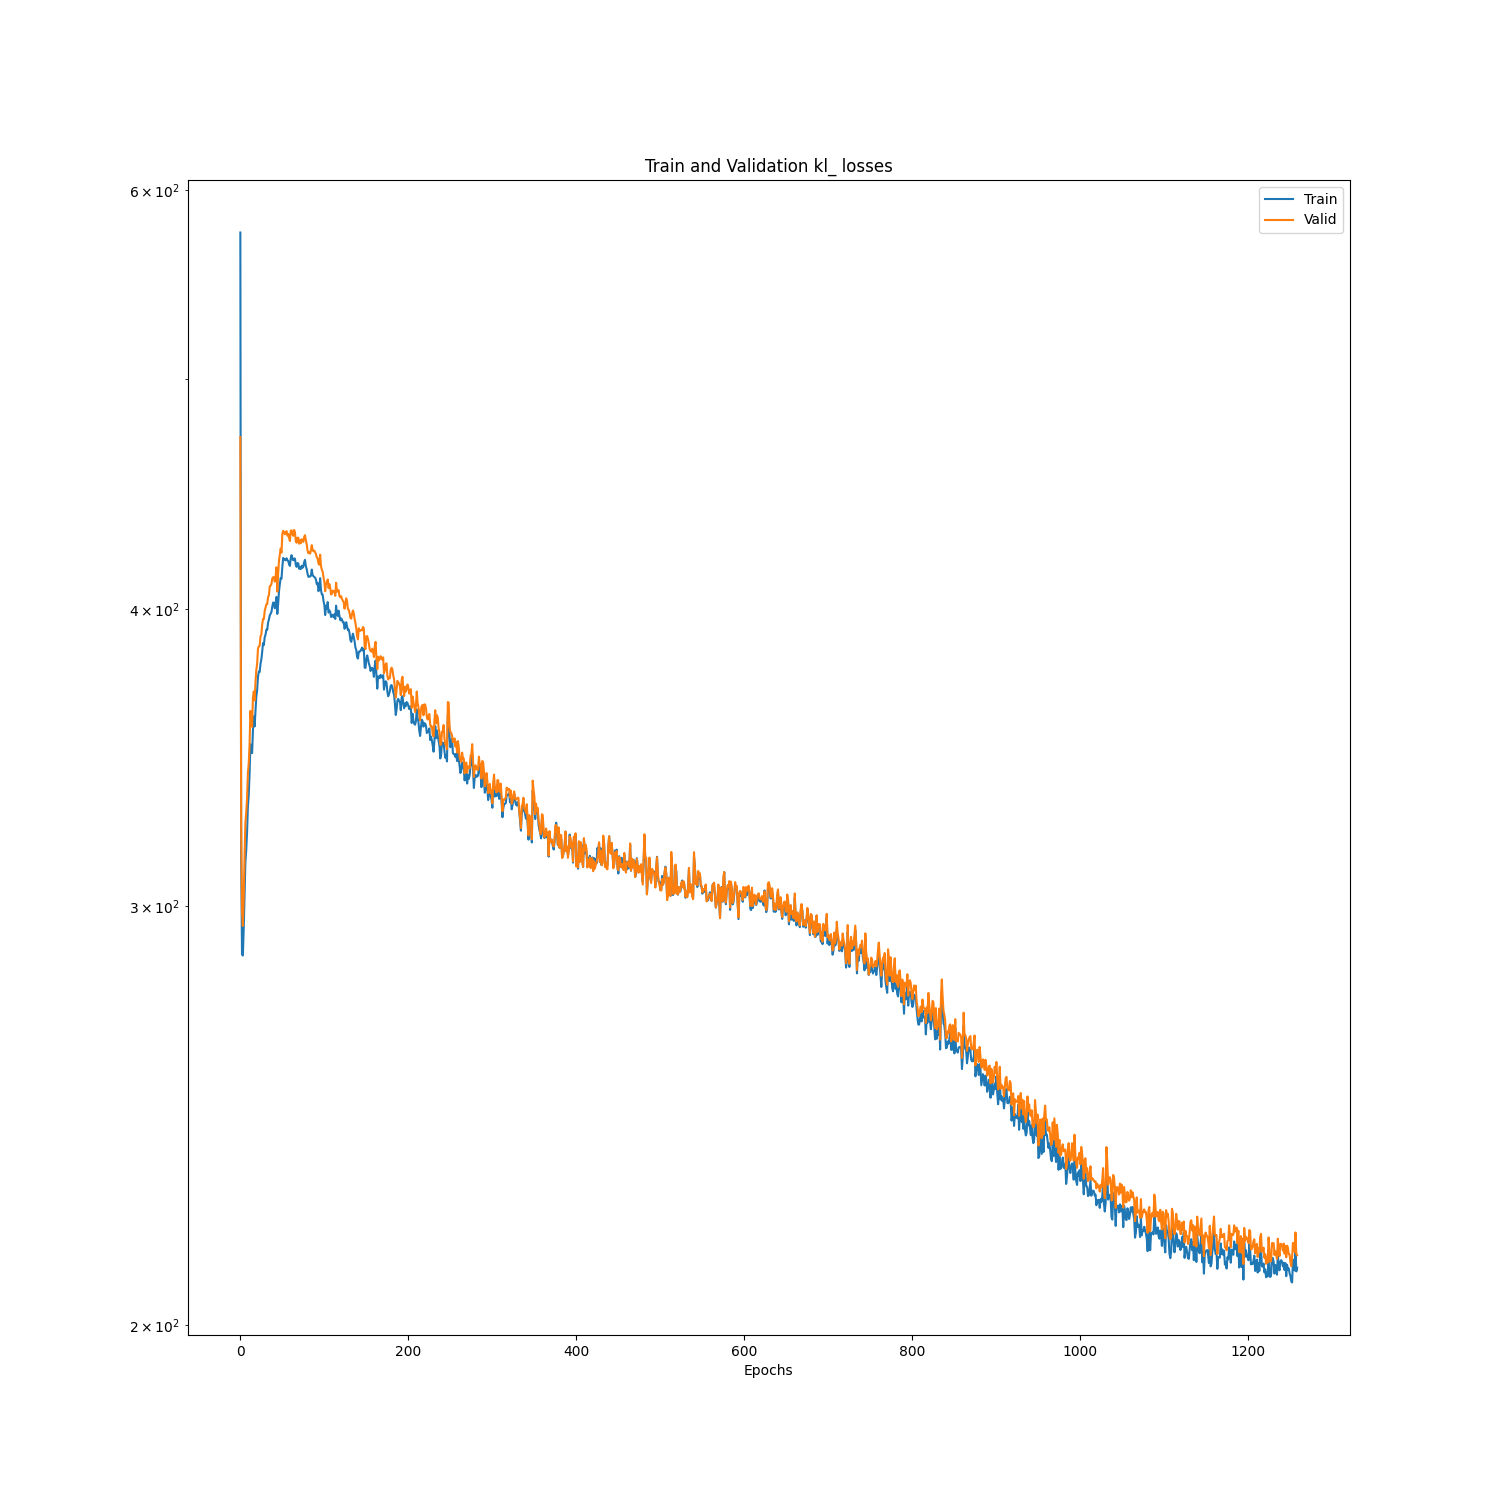 Train and Validation kl_ losses
6 × 10²
Train
Valid
4 × 10²
3 × 10²
2 × 10²
0 200 400 600 800 1000 1200
Epochs